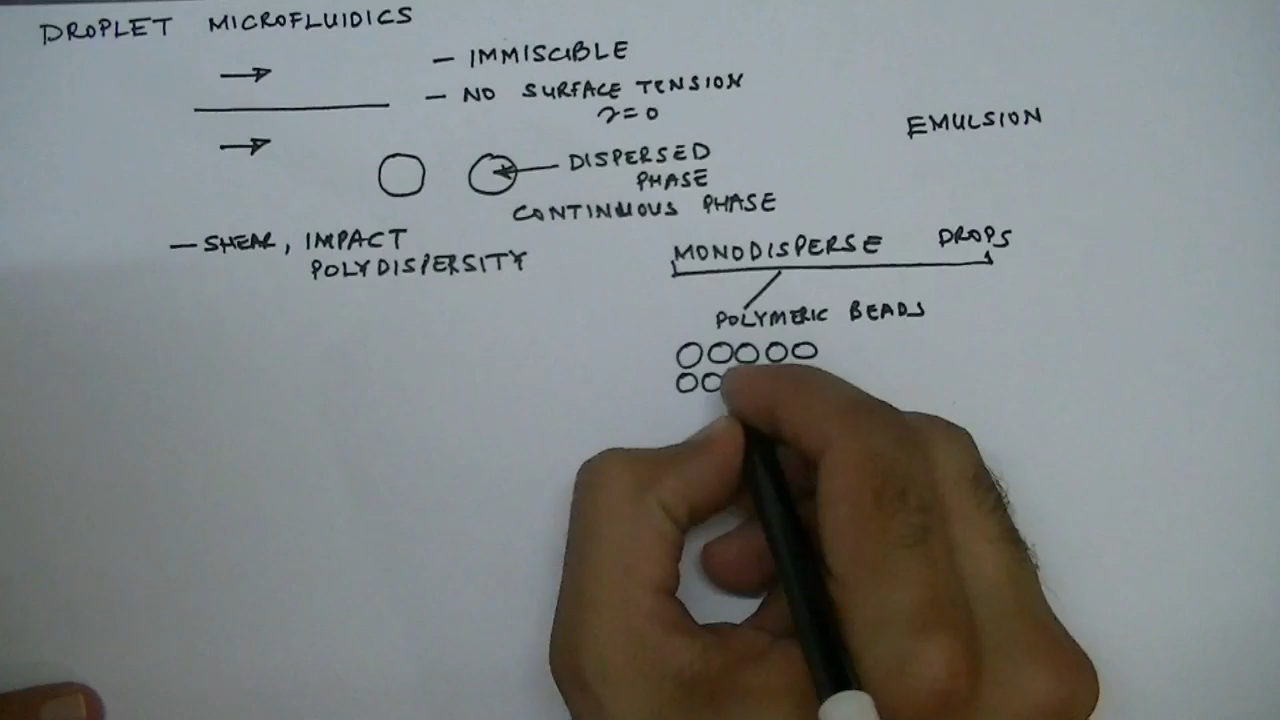 DROPLET MICROFLUIDICS
— IMMISCIBLE
— NO SURFACE TENSION
γ=0
EMULSION
DISPERSED
PHASE
CONTINUOUS PHASE
— SHEAR, IMPACT
POLYDISPERSITY
MONODISPERSE DROPS
POLYMERIC BEADS